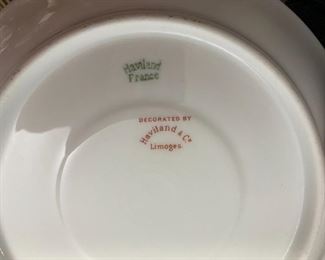 Haviland
France
DECORATED BY
Haviland & Co
Limoges